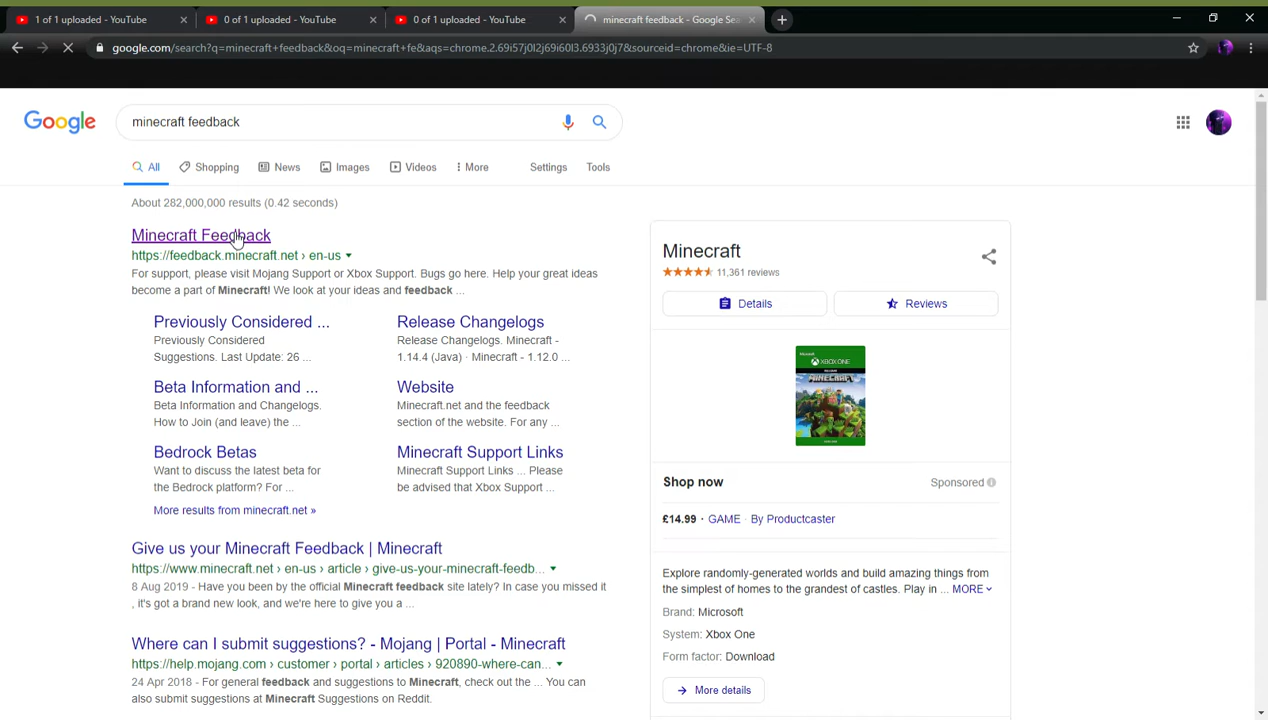 1 of 1 uploaded - YouTube
0 of 1 uploaded - YouTube
0 of 1 uploaded - YouTube
minecraft feedback - Google Sea
google.com/search?q=minecraft+feedback&oq=minecraft+fe&aqs=chrome.2.69i57j0l2j69i60l3.6933j0j7&sourceid=chrome&ie=UTF-8
Google
minecraft feedback
All
Shopping
News
Images
Videos
More
Settings
Tools
About 282,000,000 results (0.42 seconds)
Minecraft Feedback
https://feedback.minecraft.net › en-us
For support, please visit Mojang Support or Xbox Support. Bugs go here. Help your great ideas
become a part of Minecraft! We look at your ideas and feedback ...
Previously Considered ...
Previously Considered
Suggestions. Last Update: 26 ...
Release Changelogs
Release Changelogs. Minecraft -
1.14.4 (Java) · Minecraft - 1.12.0 ...
Beta Information and ...
Beta Information and Changelogs.
How to Join (and leave) the ...
Website
Minecraft.net and the feedback
section of the website. For any ...
Bedrock Betas
Want to discuss the latest beta for
the Bedrock platform? For ...
Minecraft Support Links
Minecraft Support Links ... Please
be advised that Xbox Support ...
More results from minecraft.net »
Give us your Minecraft Feedback | Minecraft
https://www.minecraft.net › en-us › article › give-us-your-minecraft-feedb...
8 Aug 2019 - Have you been by the official Minecraft feedback site lately? In case you missed it
, it's got a brand new look, and we're here to give you a ...
Where can I submit suggestions? - Mojang | Portal - Minecraft
https://help.mojang.com › customer › portal › articles › 920890-where-can...
24 Apr 2018 - For general feedback and suggestions to Minecraft, check out the ... You can
also submit suggestions at Minecraft Suggestions on Reddit.
Minecraft
11,361 reviews
Details
Reviews
XBOX ONE
MINECRAFT
Shop now
Sponsored
£14.99 · GAME · By Productcaster
Explore randomly-generated worlds and build amazing things from
the simplest of homes to the grandest of castles. Play in ... MORE
Brand: Microsoft
System: Xbox One
Form factor: Download
More details